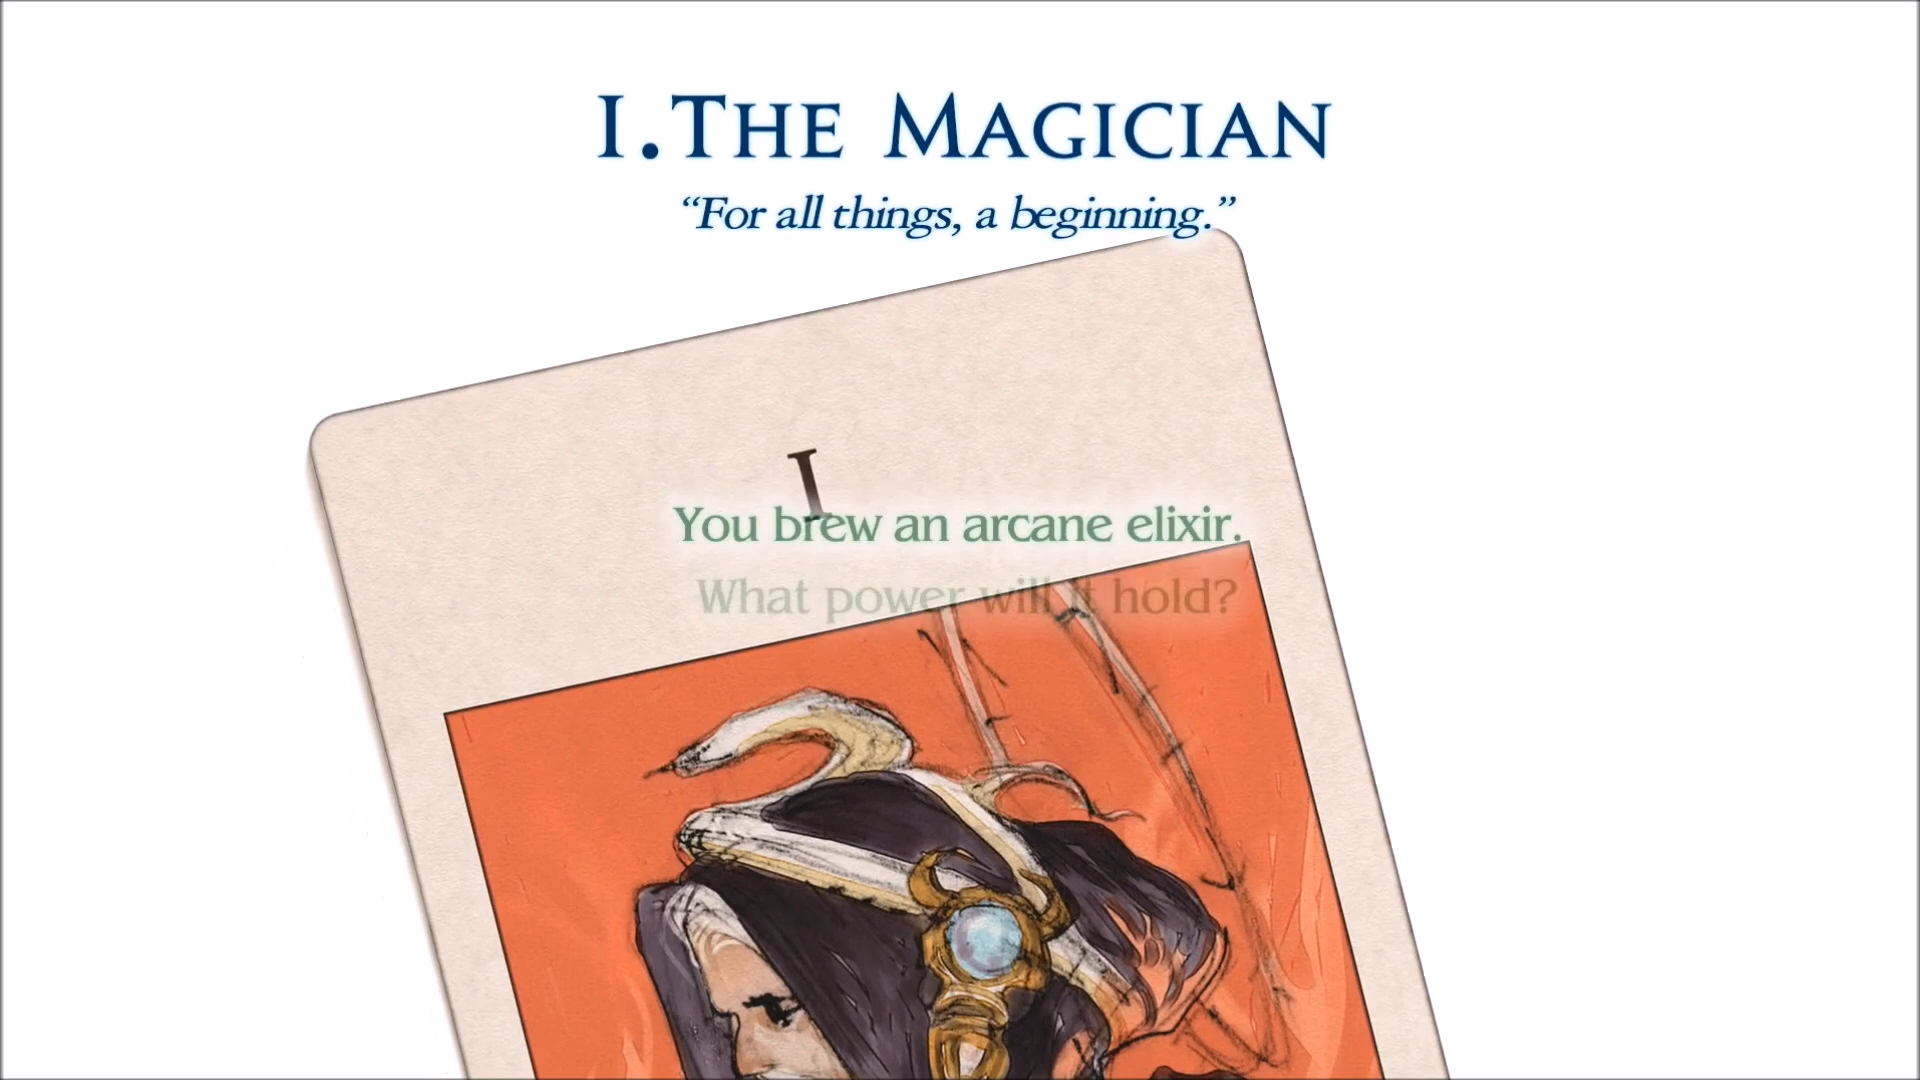 I. The Magician
“For all things, a beginning.”
I
You brew an arcane elixir.
What power will it hold?